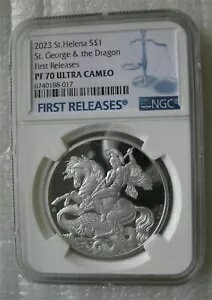 2023 St.Helena S£1
St. George & the Dragon
First Releases
PF 70 ULTRA CAMEO
6740188-017
FIRST RELEASES
NGC